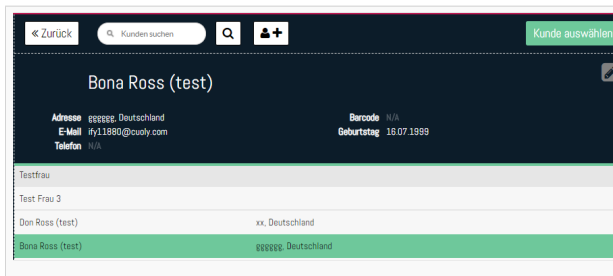 « Zurück Kunden suchen Kunde auswählen
Bona Ross (test)
Adresse gggggg, Deutschland Barcode N/A
E-Mail ify11880@cuoly.com Geburtstag 16.07.1999
Telefon N/A
Testfrau
Test Frau 3
Don Ross (test) xx, Deutschland
Bona Ross (test) gggggg, Deutschland